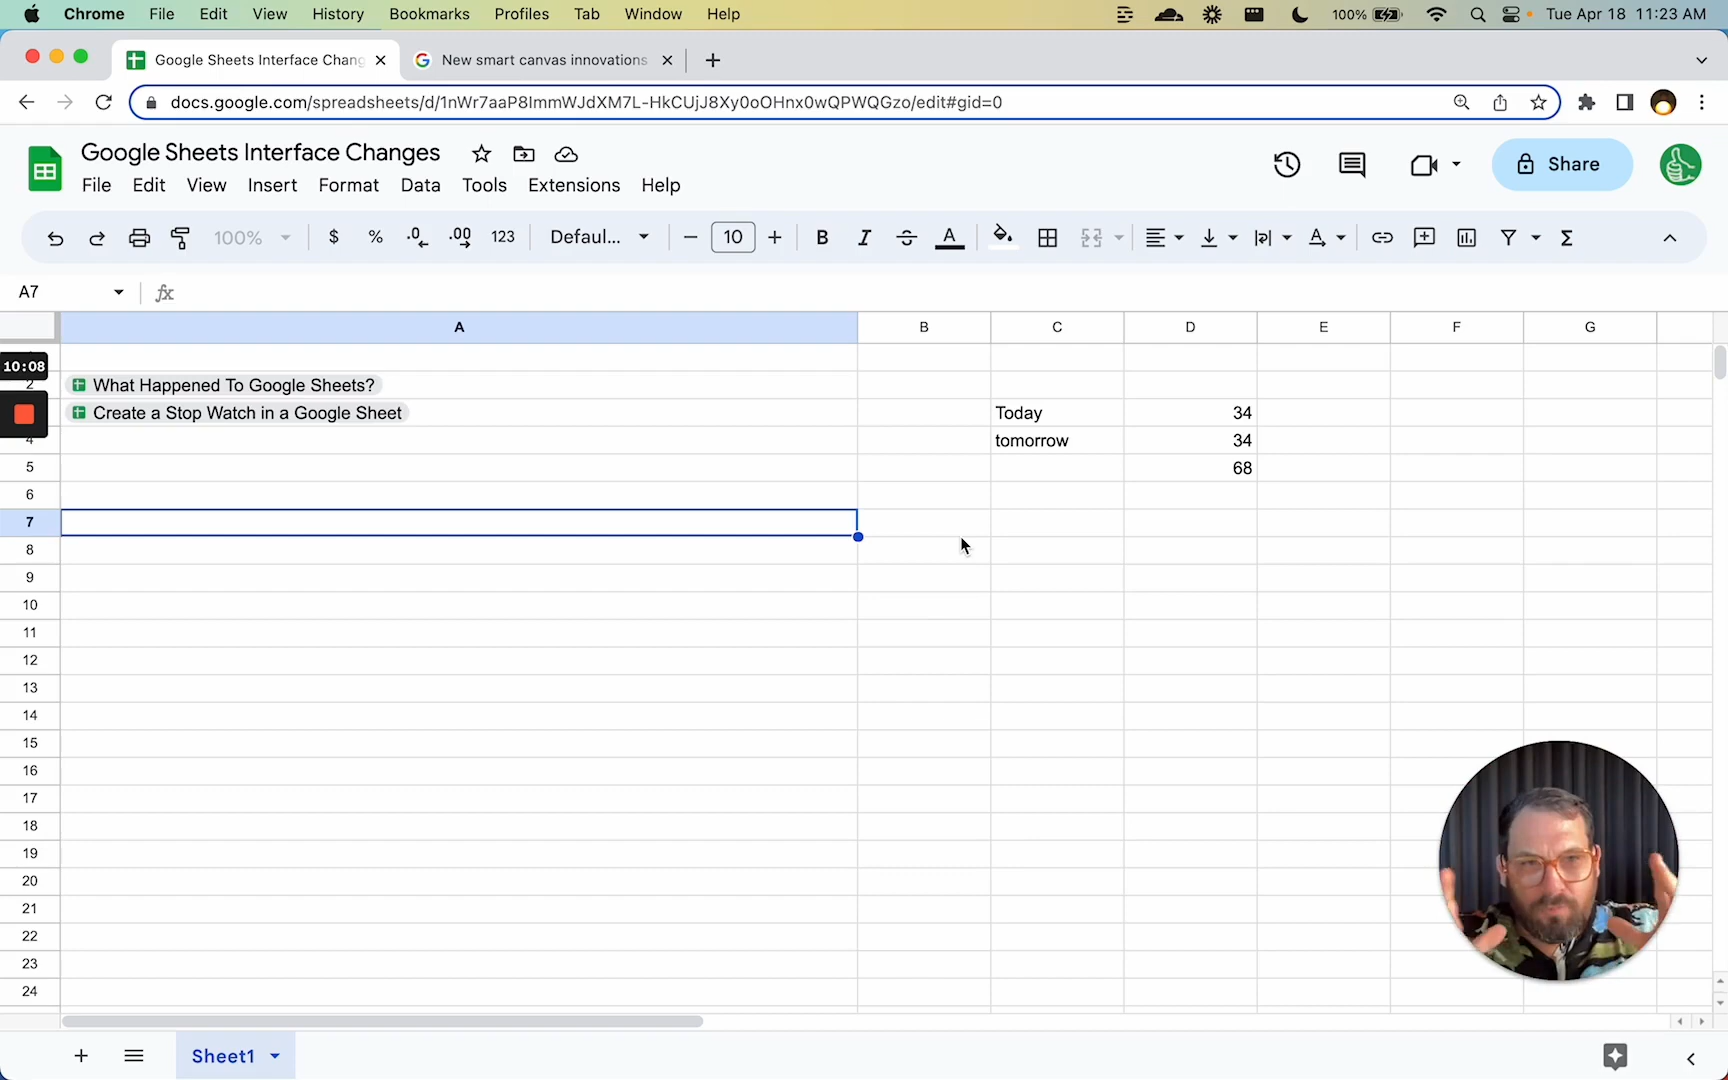 Chrome File Edit View History Bookmarks Profiles Tab Window Help 100% Tue Apr 18 11:23 AM
Google Sheets Interface Chang New smart canvas innovations
docs.google.com/spreadsheets/d/1nWr7aaP8ImmWJdXM7L-HkCUjJ8Xy0oOHnx0wQPWQGzo/edit#gid=0
Google Sheets Interface Changes
File Edit View Insert Format Data Tools Extensions Help
Share
100% $ % .0 .00 123 Defaul... 10 B I S A Σ
A7 fx
A B C D E F G
10:08
2 What Happened To Google Sheets?
Create a Stop Watch in a Google Sheet Today 34
4 tomorrow 34
5 68
6
7
8
9
10
11
12
13
14
15
16
17
18
19
20
21
22
23
24
Sheet1